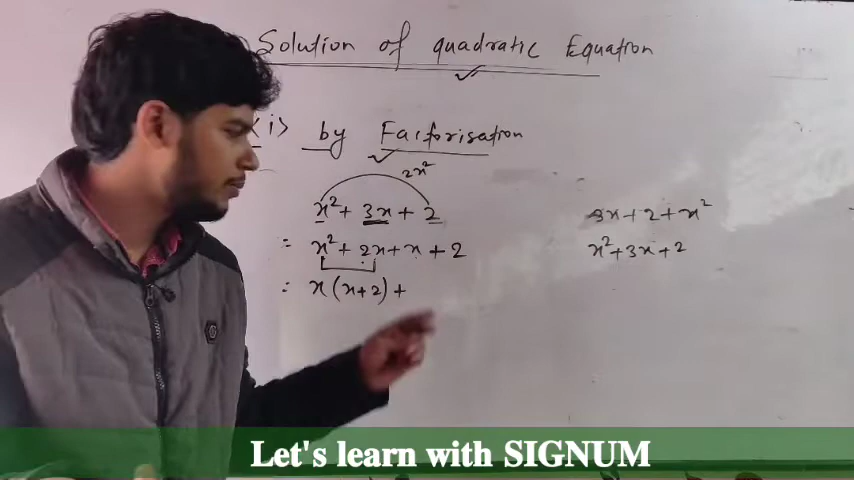 Solution of quadratic Equation
<i> by Factorisation
2x²
x² + 3x + 2
= x² + 2x + x + 2
= x (x+2) +
3x + 2 + x²
x² + 3x + 2
Let's learn with SIGNUM